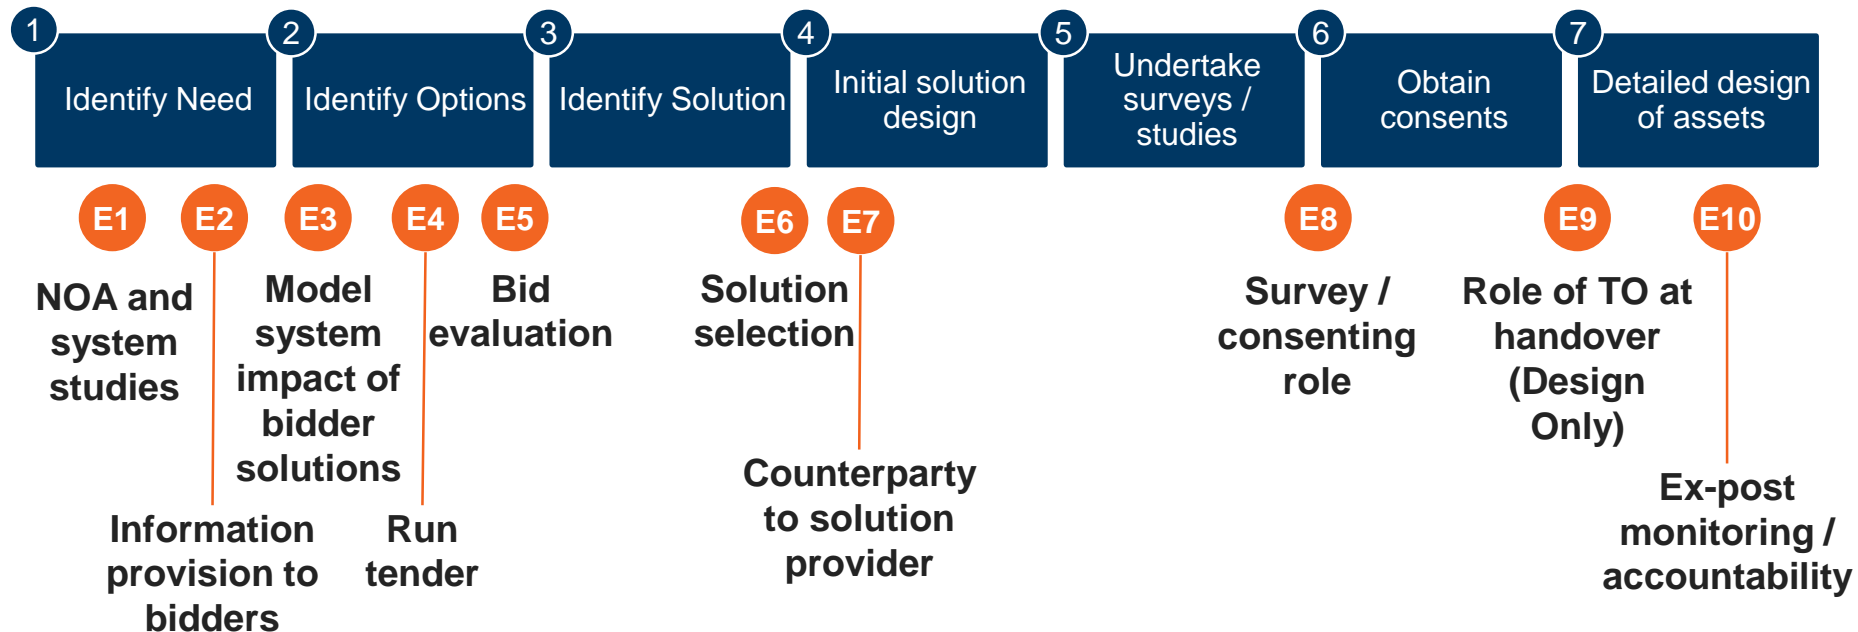 1
2
3
4
5
6
7
Identify Need
Identify Options
Identify Solution
Initial solution
design
Undertake
surveys /
studies
Obtain
consents
Detailed design
of assets
E1
E2
E3
E4
E5
E6
E7
E8
E9
E10
NOA and
system
studies
Information
provision to
bidders
Model
system
impact of
bidder
solutions
Run
tender
Bid
evaluation
Solution
selection
Counterparty
to solution
provider
Survey /
consenting
role
Role of TO at
handover
(Design
Only)
Ex-post
monitoring /
accountability